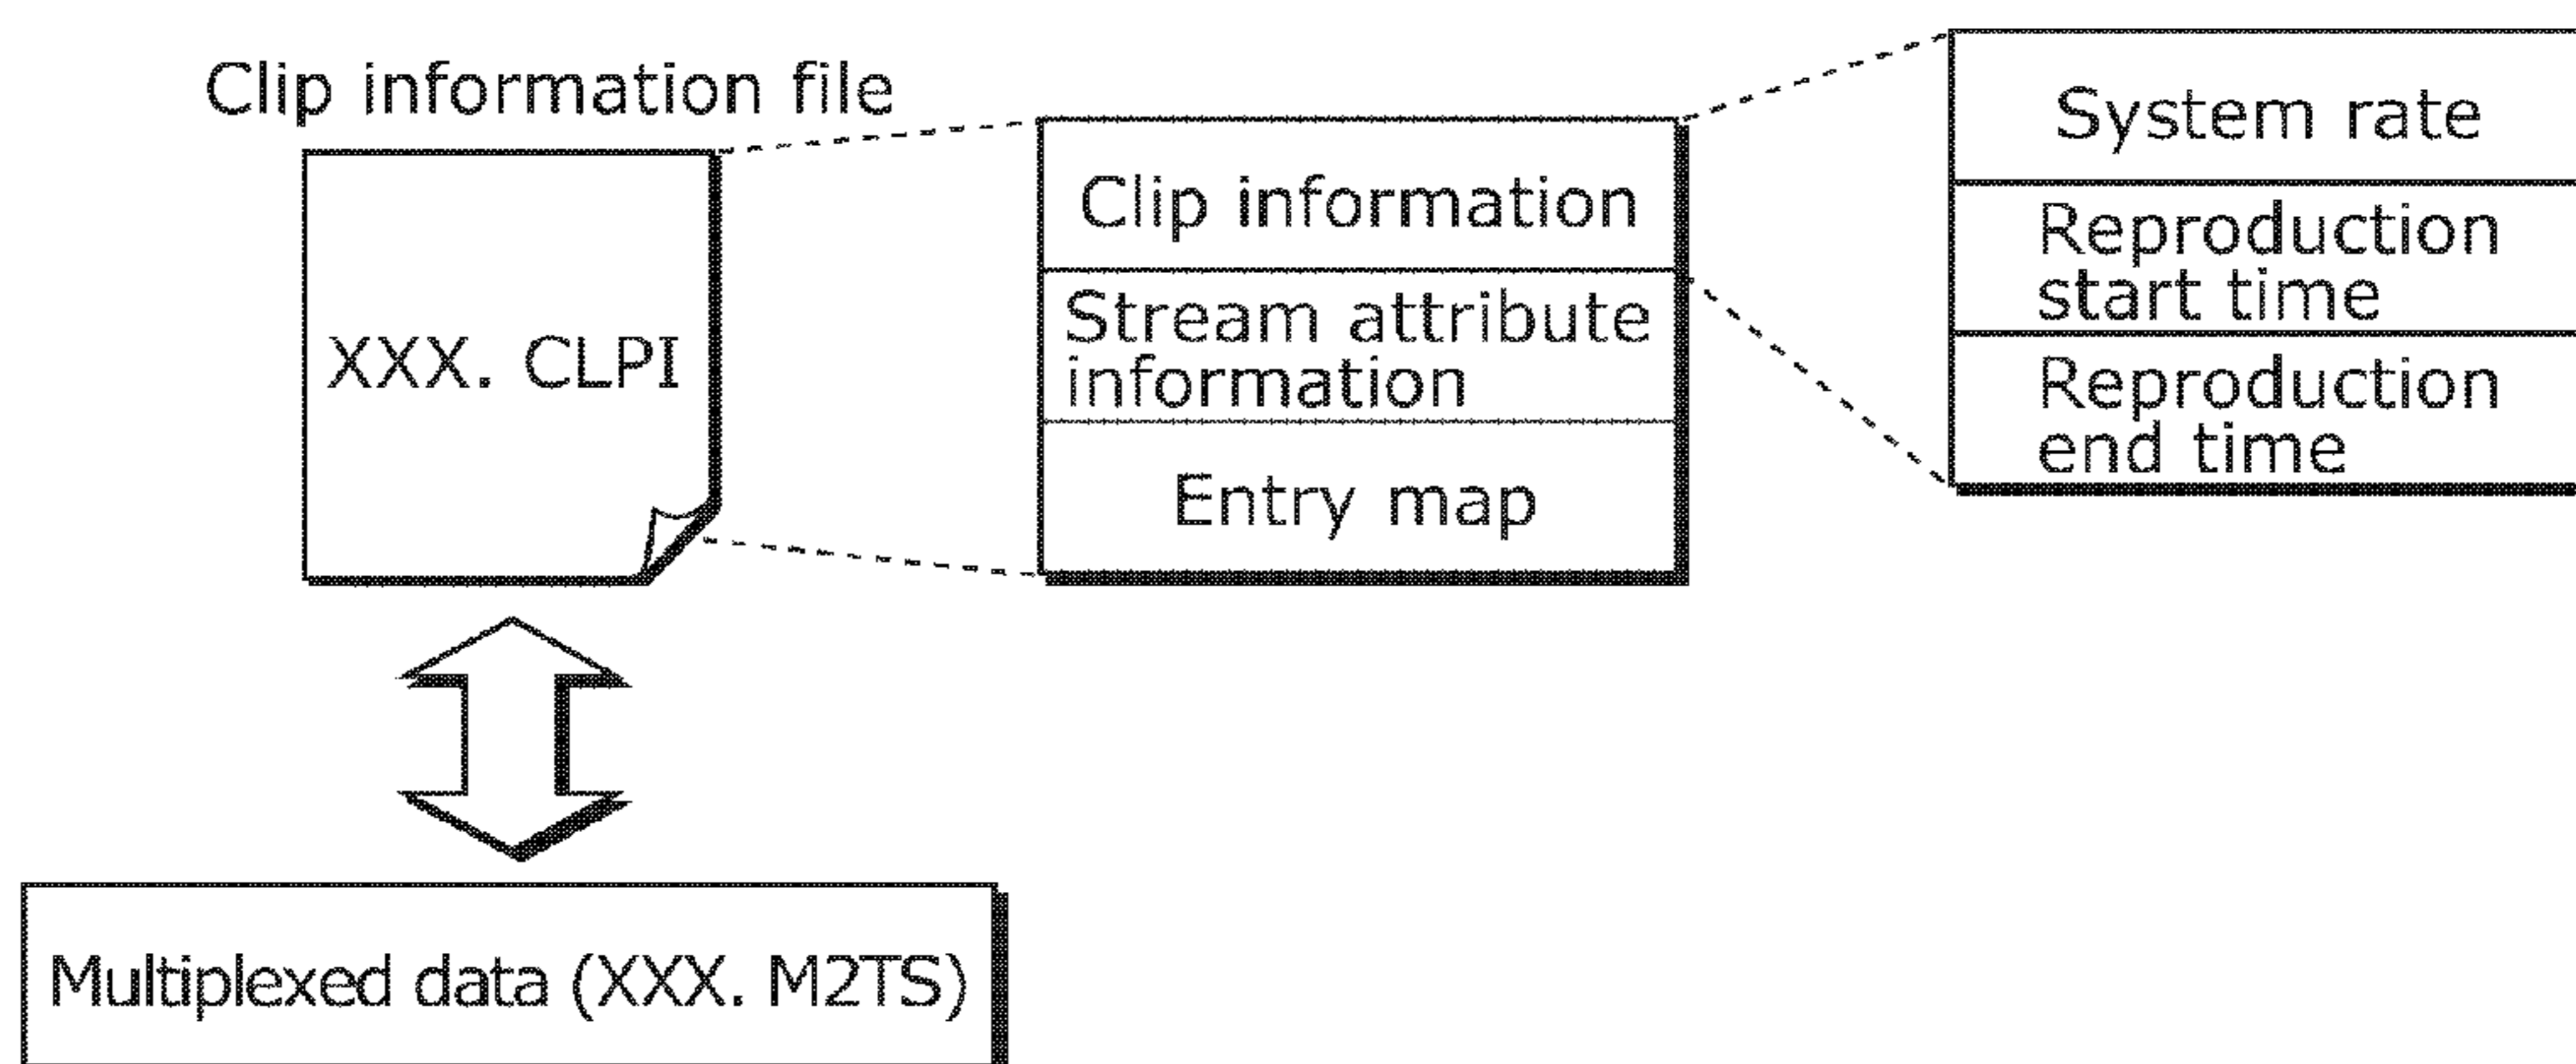 Clip information file
XXX. CLPI
Clip information
Stream attribute
information
Entry map
System rate
Reproduction
start time
Reproduction
end time
Multiplexed data (XXX. M2TS)